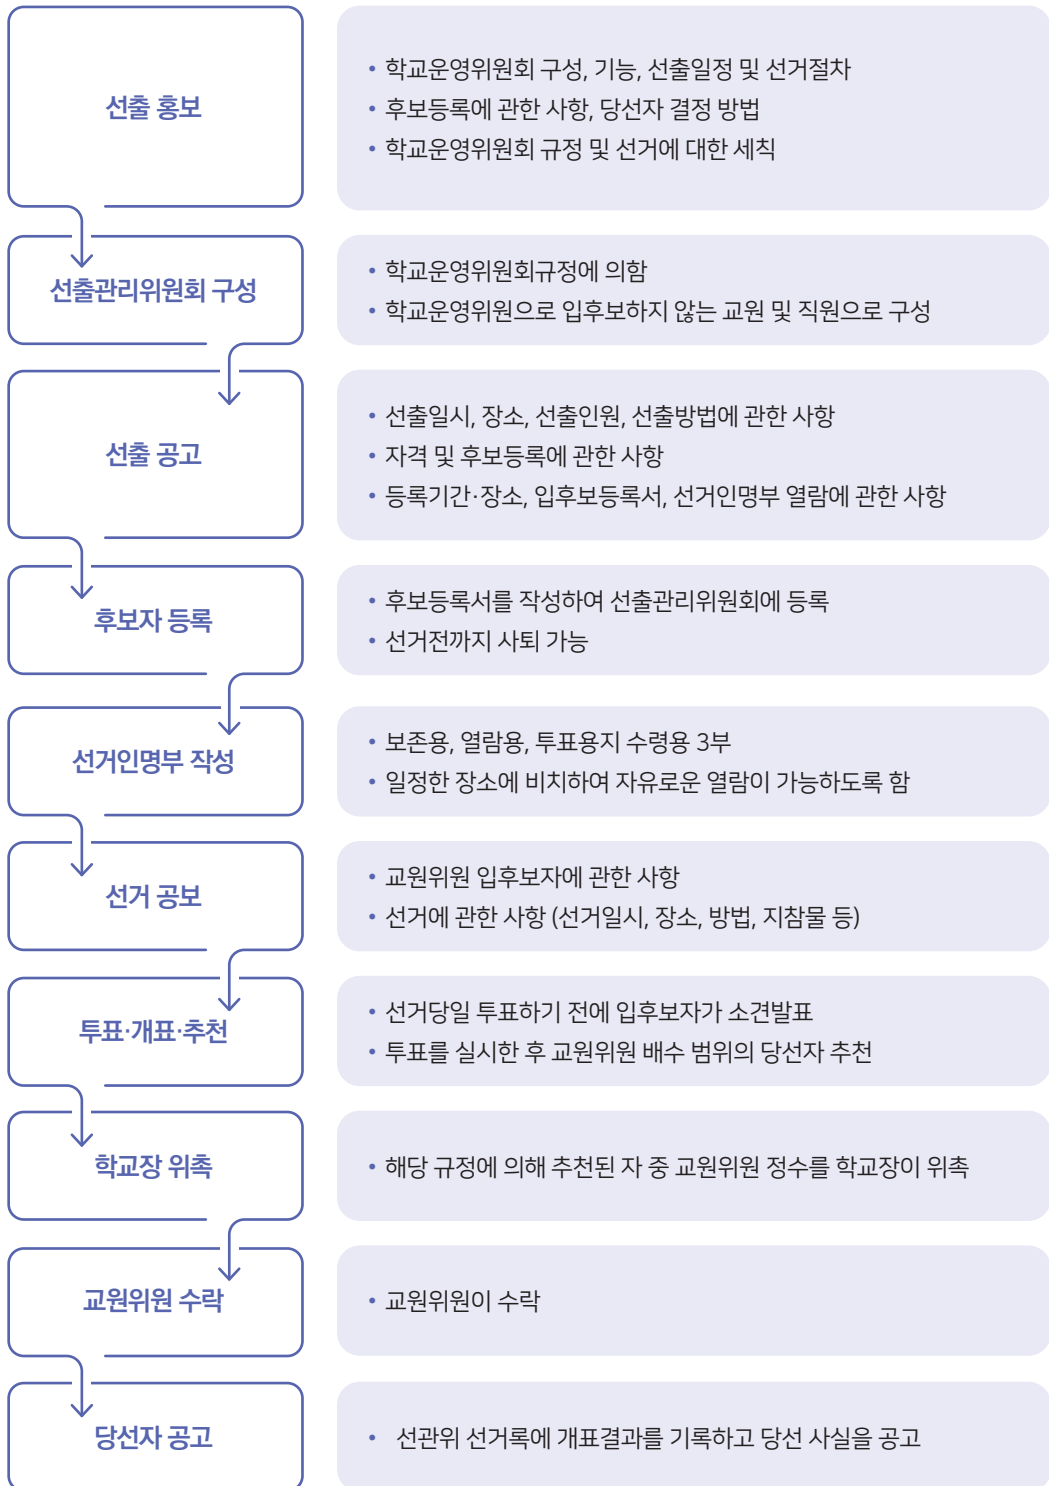 선출 홍보
• 학교운영위원회 구성, 기능, 선출일정 및 선거절차
• 후보등록에 관한 사항, 당선자 결정 방법
• 학교운영위원회 규정 및 선거에 대한 세칙
선출관리위원회 구성
• 학교운영위원회규정에 의함
• 학교운영위원으로 입후보하지 않는 교원 및 직원으로 구성
선출 공고
• 선출일시, 장소, 선출인원, 선출방법에 관한 사항
• 자격 및 후보등록에 관한 사항
• 등록기간·장소, 입후보등록서, 선거인명부 열람에 관한 사항
후보자 등록
• 후보등록서를 작성하여 선출관리위원회에 등록
• 선거전까지 사퇴 가능
선거인명부 작성
• 보존용, 열람용, 투표용지 수령용 3부
• 일정한 장소에 비치하여 자유로운 열람이 가능하도록 함
선거 공보
• 교원위원 입후보자에 관한 사항
• 선거에 관한 사항 (선거일시, 장소, 방법, 지참물 등)
투표·개표·추천
• 선거당일 투표하기 전에 입후보자가 소견발표
• 투표를 실시한 후 교원위원 배수 범위의 당선자 추천
학교장 위촉
• 해당 규정에 의해 추천된 자 중 교원위원 정수를 학교장이 위촉
교원위원 수락
• 교원위원이 수락
당선자 공고
• 선관위 선거록에 개표결과를 기록하고 당선 사실을 공고